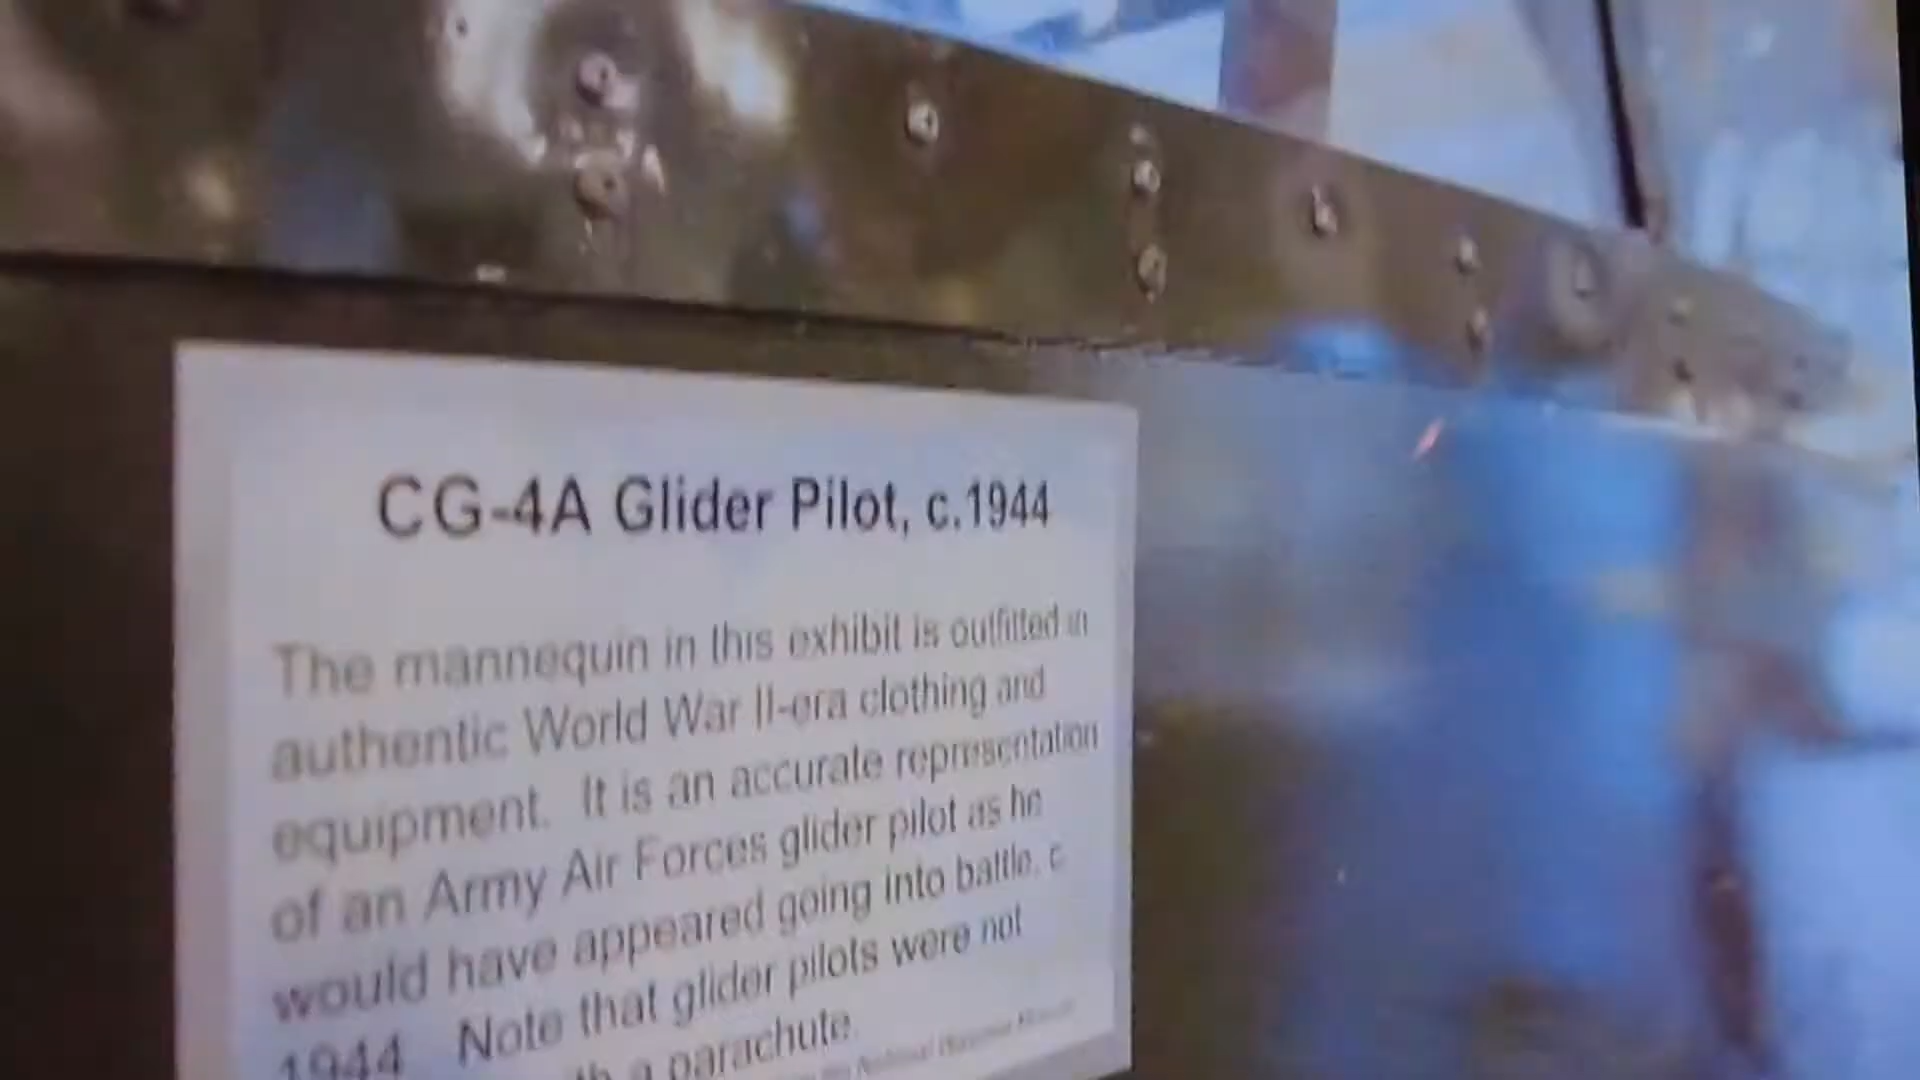 CG-4A Glider Pilot, c.1944
The mannequin in this exhibit is outfitted in
authentic World War II-era clothing and
equipment. It is an accurate representation
of an Army Air Forces glider pilot as he
would have appeared going into battle, c.
1944 Note that glider pilots were not
a parachute.